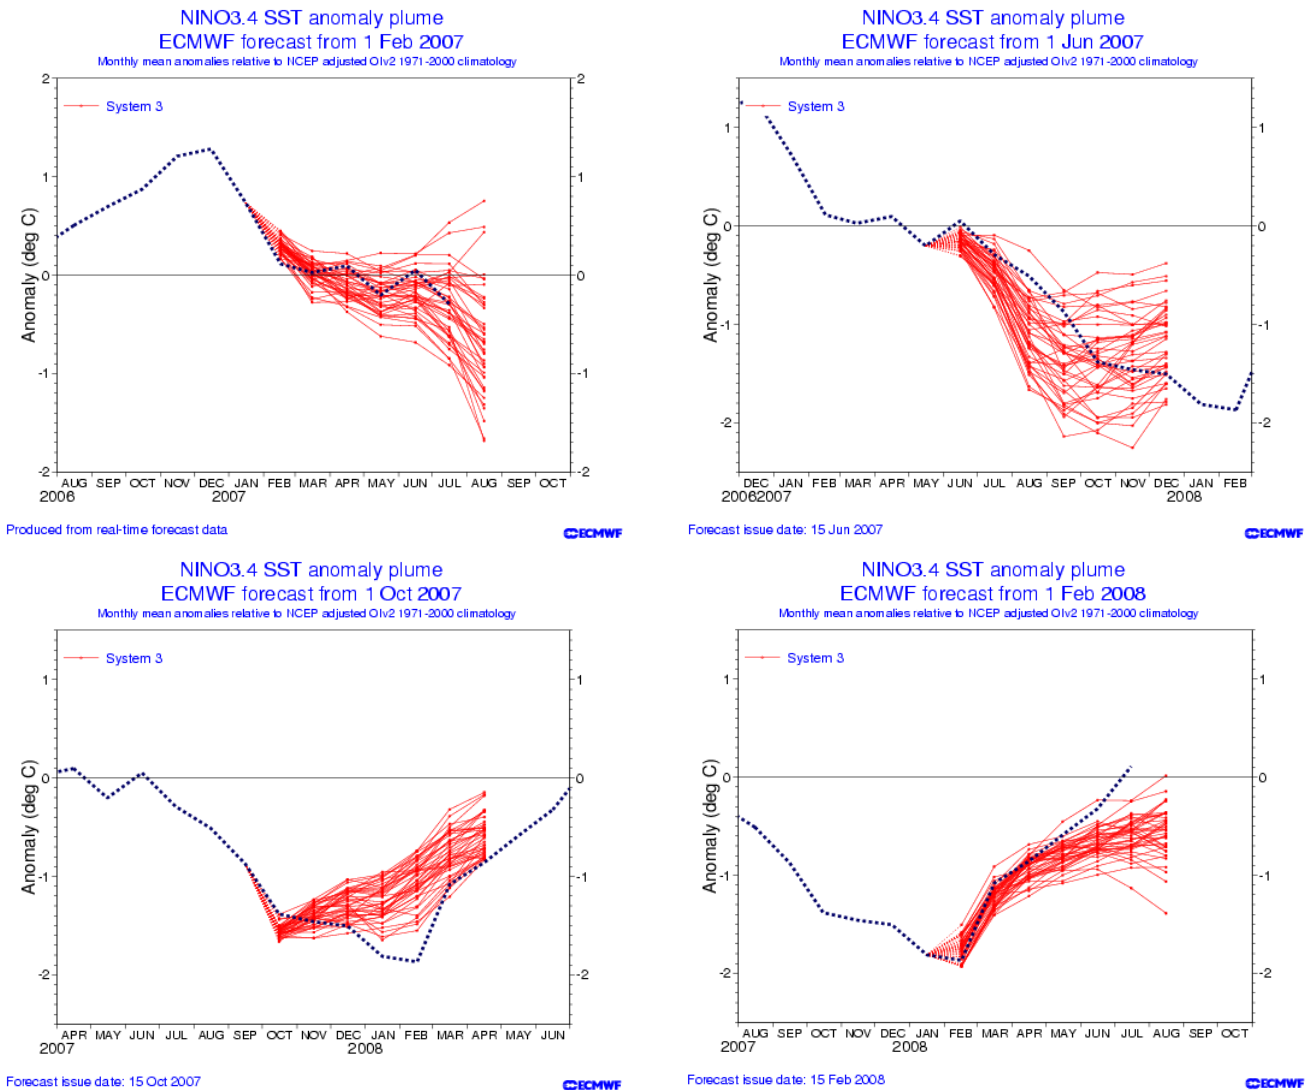 NINO3.4 SST anomaly plume
ECMWF forecast from 1 Feb 2007
Monthly mean anomalies relative to NCEP adjusted OIv2 1971-2000 climatology
System 3
Anomaly (deg C)
2 2
1 1
0 0
-1 -1
-2 -2
AUG SEP OCT NOV DEC JAN FEB MAR APR MAY JUN JUL AUG SEP OCT
2006 2007
Produced from real-time forecast data
ECMWF
NINO3.4 SST anomaly plume
ECMWF forecast from 1 Jun 2007
Monthly mean anomalies relative to NCEP adjusted OIv2 1971-2000 climatology
System 3
Anomaly (deg C)
1 1
0 0
-1 -1
-2 -2
DEC JAN FEB MAR APR MAY JUN JUL AUG SEP OCT NOV DEC JAN FEB
2006 2007 2008
Forecast issue date: 15 Jun 2007
ECMWF
NINO3.4 SST anomaly plume
ECMWF forecast from 1 Oct 2007
Monthly mean anomalies relative to NCEP adjusted OIv2 1971-2000 climatology
System 3
Anomaly (deg C)
1 1
0 0
-1 -1
-2 -2
APR MAY JUN JUL AUG SEP OCT NOV DEC JAN FEB MAR APR MAY JUN
2007 2008
Forecast issue date: 15 Oct 2007
ECMWF
NINO3.4 SST anomaly plume
ECMWF forecast from 1 Feb 2008
Monthly mean anomalies relative to NCEP adjusted OIv2 1971-2000 climatology
System 3
Anomaly (deg C)
1 1
0 0
-1 -1
-2 -2
AUG SEP OCT NOV DEC JAN FEB MAR APR MAY JUN JUL AUG SEP OCT
2007 2008
Forecast issue date: 15 Feb 2008
ECMWF